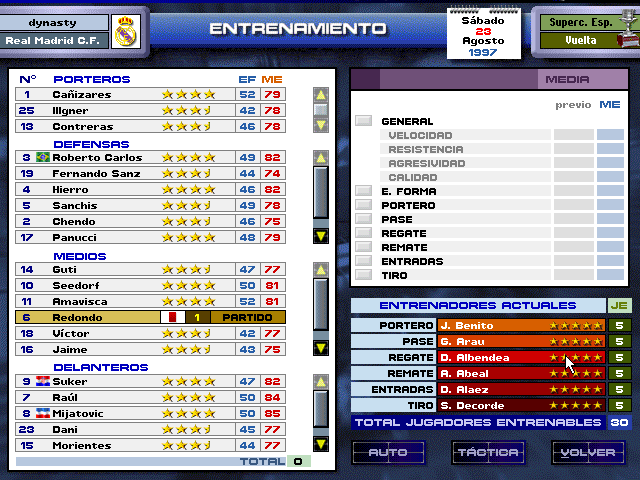 dynasty
Real Madrid C.F.
ENTRENAMIENTO
Sábado
23
Agosto
1997
Superc. Esp.
Vuelta
Nº PORTEROS EF ME
1 Cañizares 52 79
25 Illgner 42 78
13 Contreras 46 78
DEFENSAS
3 Roberto Carlos 49 82
19 Fernando Sanz 44 74
4 Hierro 46 82
5 Sanchis 49 78
2 Chendo 46 75
17 Panucci 48 79
MEDIOS
14 Guti 47 77
10 Seedorf 50 81
11 Amavisca 52 81
6 Redondo 1 PARTIDO
18 Víctor 42 77
16 Jaime 43 75
DELANTEROS
9 Suker 47 82
7 Raúl 50 84
8 Mijatovic 50 85
23 Dani 45 77
15 Morientes 44 77
TOTAL 0
MEDIA
previo ME
GENERAL
VELOCIDAD
RESISTENCIA
AGRESIVIDAD
CALIDAD
E. FORMA
PORTERO
PASE
REGATE
REMATE
ENTRADAS
TIRO
ENTRENADORES ACTUALES JE
PORTERO J. Benito 5
PASE G. Arau 5
REGATE D. Albendea 5
REMATE A. Abeal 5
ENTRADAS D. Alaez 5
TIRO S. Decorde 5
TOTAL JUGADORES ENTRENABLES 30
AUTO TÁCTICA VOLVER